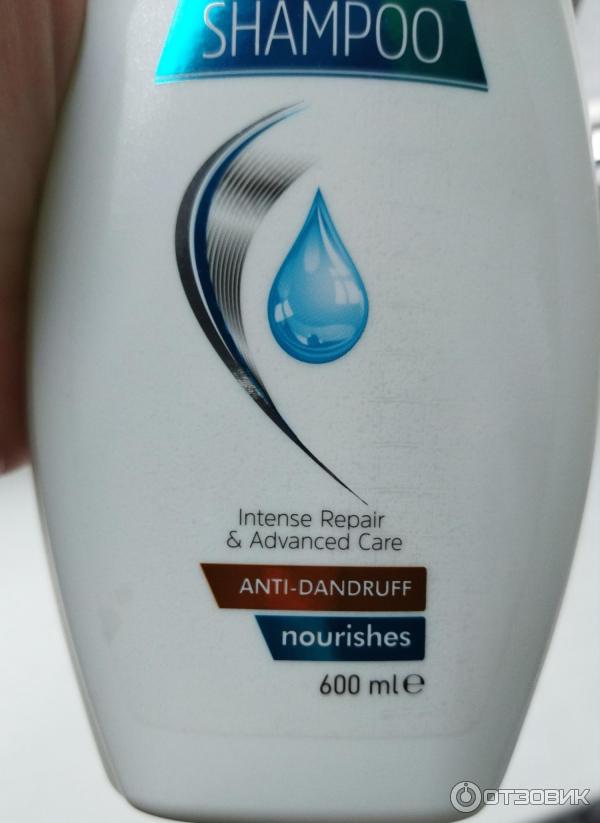 SHAMPOO
Intense Repair
& Advanced Care
ANTI-DANDRUFF
nourishes
600 ml ℮
ОТЗОВИК